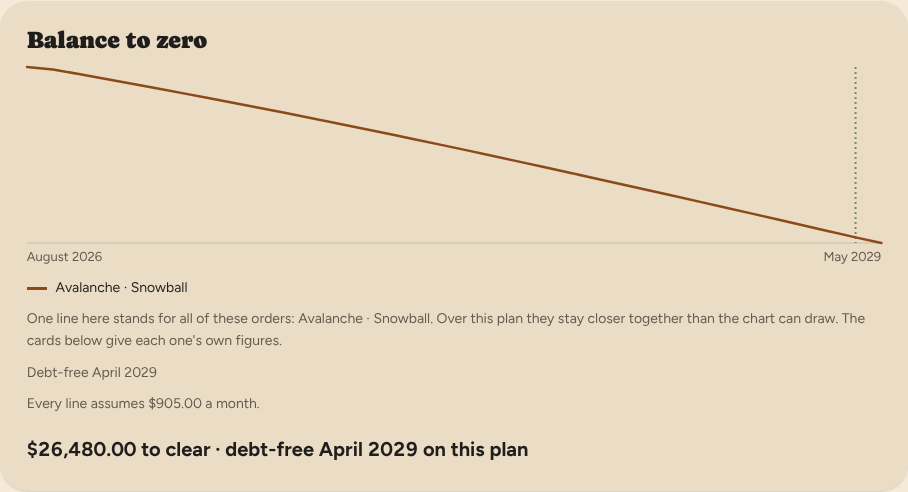 Balance to zero
August 2026
May 2029
Avalanche · Snowball
One line here stands for all of these orders: Avalanche · Snowball. Over this plan they stay closer together than the chart can draw. The
cards below give each one's own figures.
Debt-free April 2029
Every line assumes $905.00 a month.
$26,480.00 to clear · debt-free April 2029 on this plan